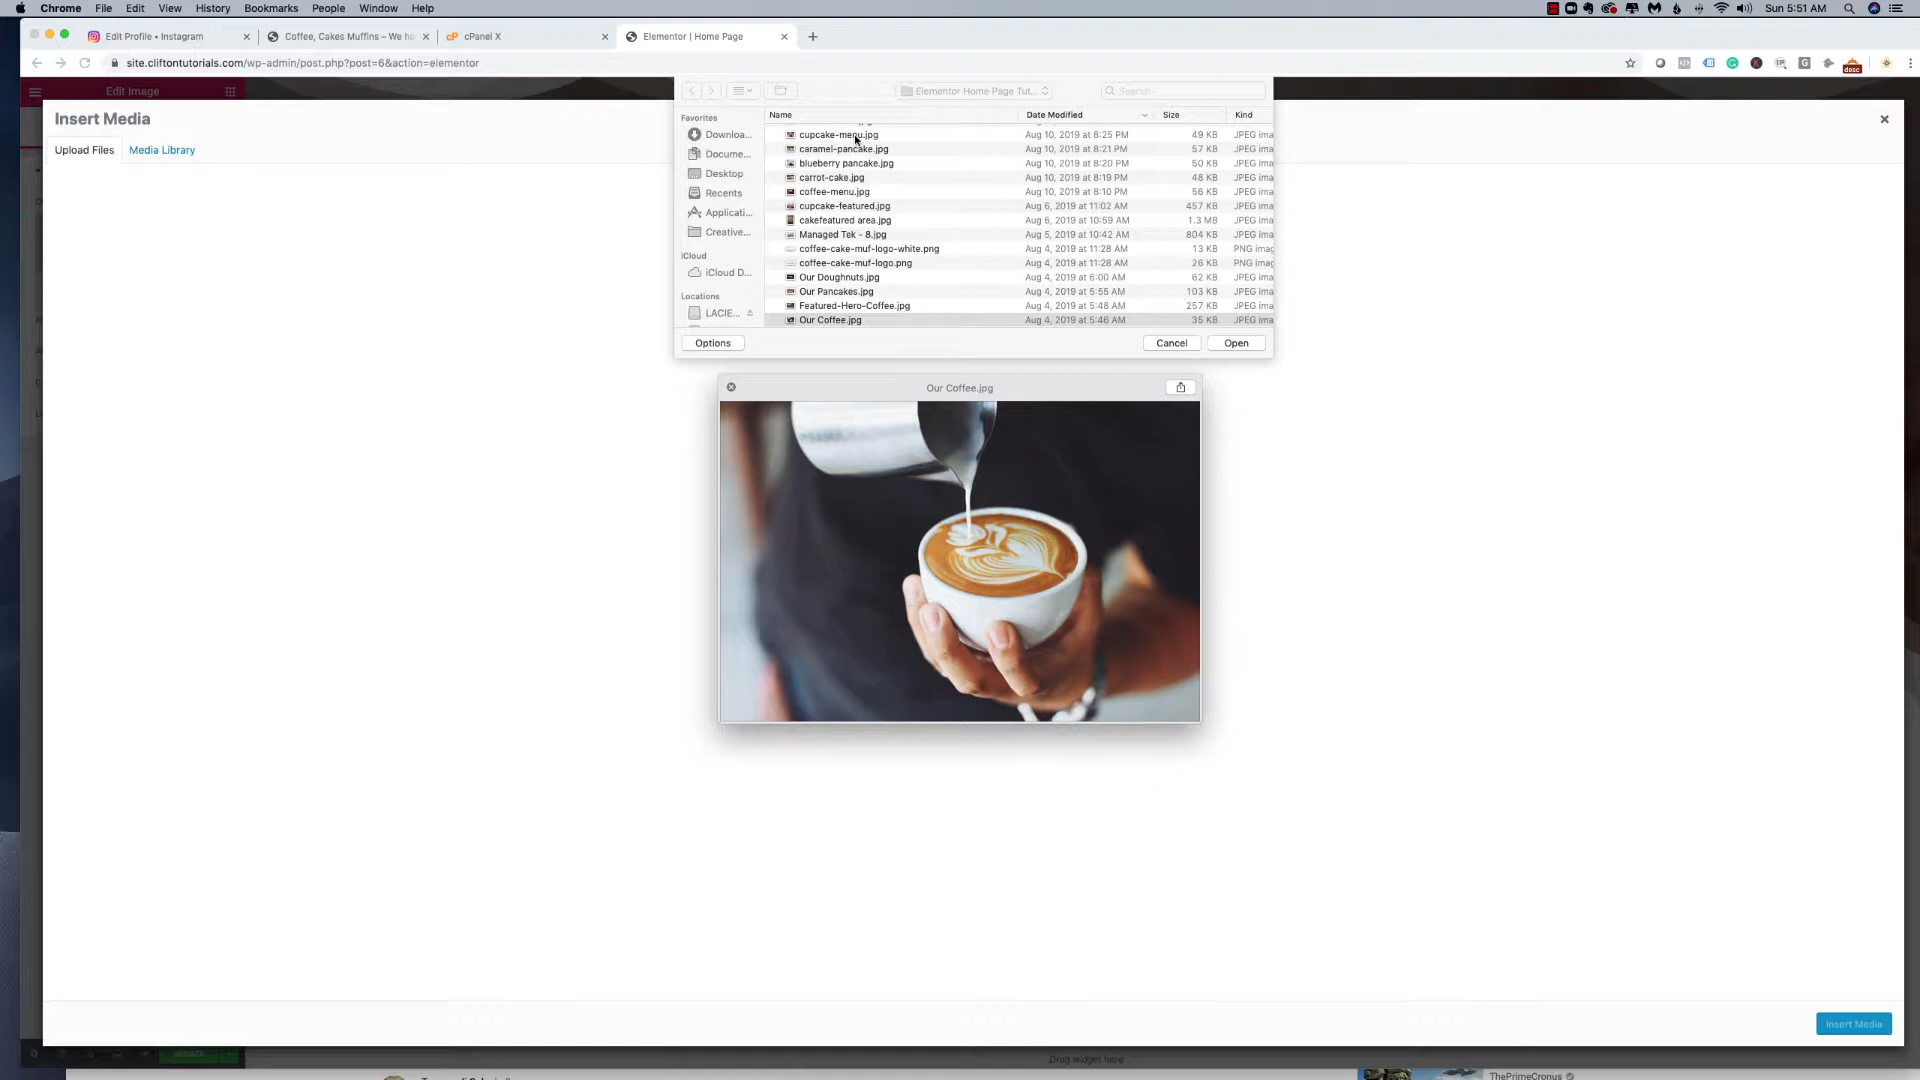 Chrome File Edit View History Bookmarks People Window Help Sun 5:51 AM
Edit Profile • Instagram Coffee, Cakes Muffins – We ha cP cPanel X Elementor | Home Page
site.cliftontutorials.com/wp-admin/post.php?post=6&action=elementor
Edit Image
Insert Media
Upload Files Media Library
Elementor Home Page Tut... Search
Favorites
Downloa...
Docume...
Desktop
Recents
Applicati...
Creative...
iCloud
iCloud D...
Locations
LACIE...
Name Date Modified Size Kind
cupcake-menu.jpg Aug 10, 2019 at 8:25 PM 49 KB JPEG ima
caramel-pancake.jpg Aug 10, 2019 at 8:21 PM 57 KB JPEG ima
blueberry pancake.jpg Aug 10, 2019 at 8:20 PM 50 KB JPEG ima
carrot-cake.jpg Aug 10, 2019 at 8:19 PM 48 KB JPEG ima
coffee-menu.jpg Aug 10, 2019 at 8:10 PM 56 KB JPEG ima
cupcake-featured.jpg Aug 6, 2019 at 11:02 AM 457 KB JPEG ima
cakefeatured area.jpg Aug 6, 2019 at 10:59 AM 1.3 MB JPEG ima
Managed Tek - 8.jpg Aug 5, 2019 at 10:42 AM 804 KB JPEG ima
coffee-cake-muf-logo-white.png Aug 4, 2019 at 11:28 AM 13 KB PNG imag
coffee-cake-muf-logo.png Aug 4, 2019 at 11:28 AM 26 KB PNG imag
Our Doughnuts.jpg Aug 4, 2019 at 6:00 AM 62 KB JPEG ima
Our Pancakes.jpg Aug 4, 2019 at 5:55 AM 103 KB JPEG ima
Featured-Hero-Coffee.jpg Aug 4, 2019 at 5:48 AM 257 KB JPEG ima
Our Coffee.jpg Aug 4, 2019 at 5:46 AM 35 KB JPEG ima
Options Cancel Open
Our Coffee.jpg
Insert Media
Drag widget here
ThePrimeCronus